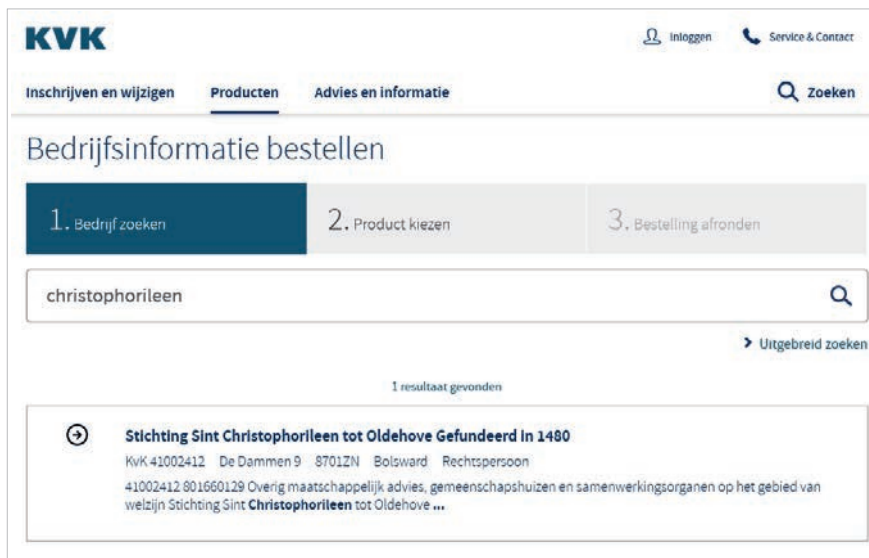 KVK
Inloggen
Service & Contact
Inschrijven en wijzigen Producten Advies en informatie Zoeken
Bedrijfsinformatie bestellen
1. Bedrijf zoeken 2. Product kiezen 3. Bestelling afronden
christophorileen
Uitgebreid zoeken
1 resultaat gevonden
Stichting Sint Christophorileen tot Oldehove Gefundeerd in 1480
KvK 41002412 De Dammen 9 8701ZN Bolsward Rechtspersoon
41002412 801660129 Overig maatschappelijk advies, gemeenschapshuizen en samenwerkingsorganen op het gebied van
welzijn Stichting Sint Christophorileen tot Oldehove ...